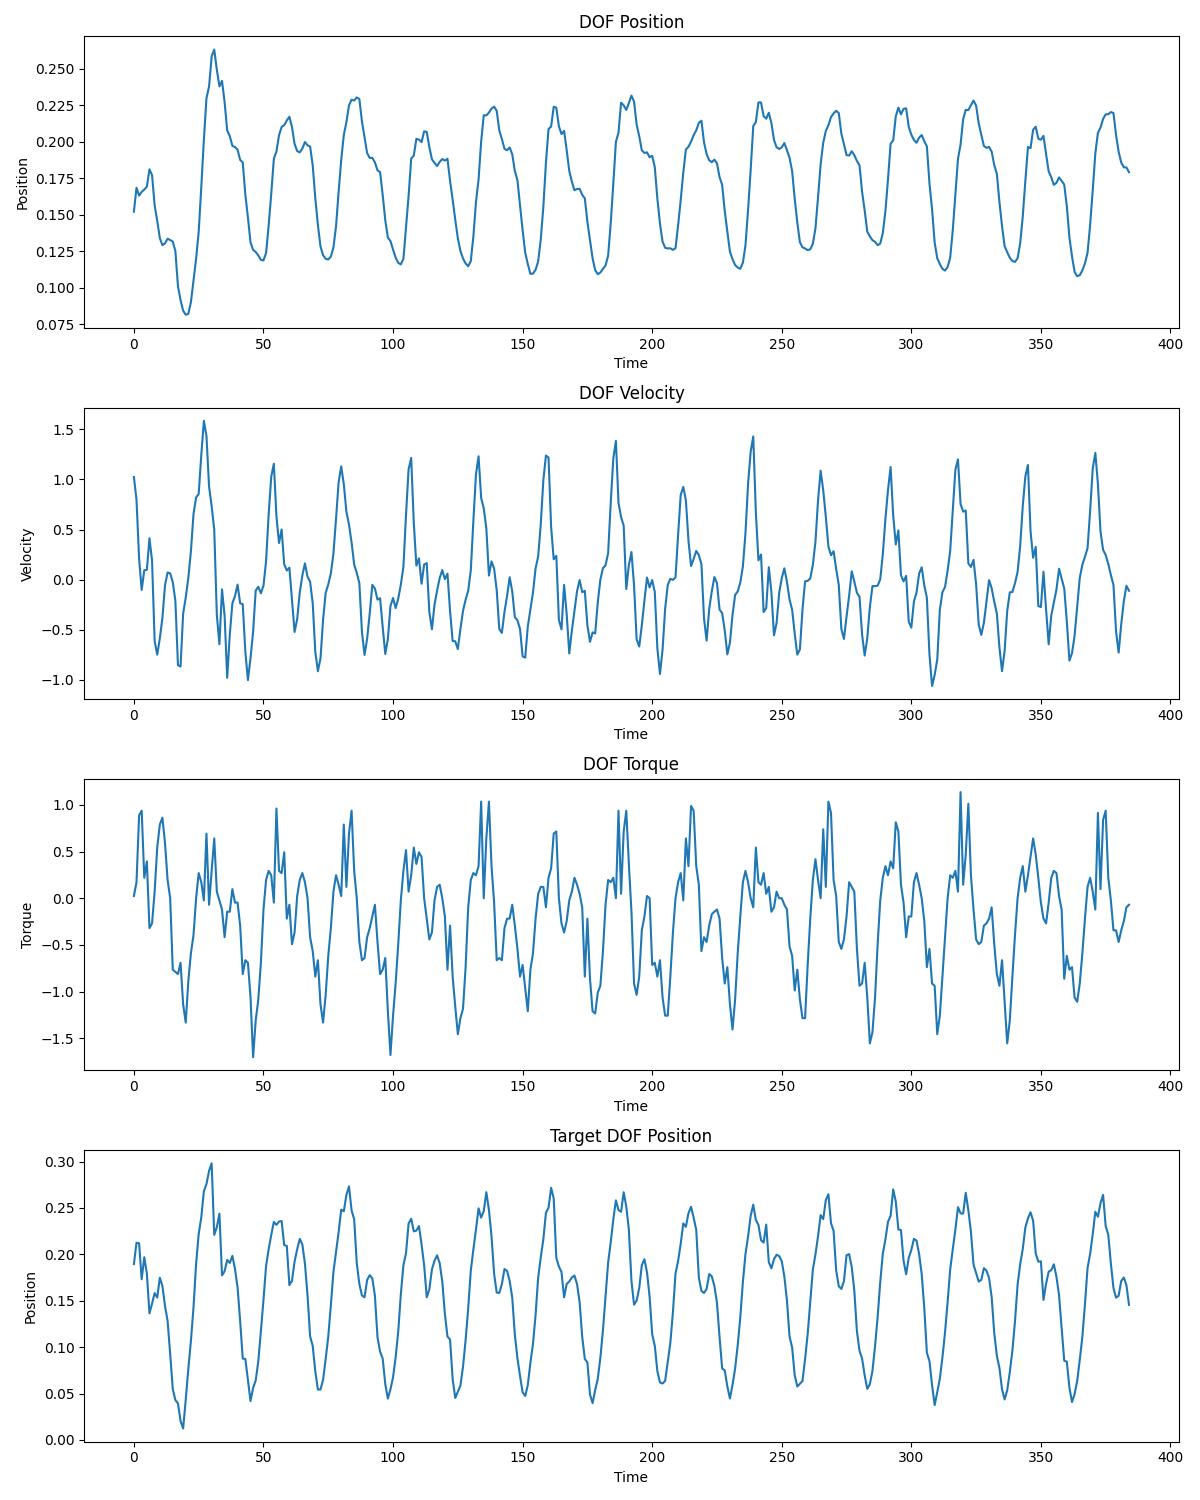 DOF Position
Position
0.250
0.225
0.200
0.175
0.150
0.125
0.100
0.075
0 50 100 150 200 250 300 350 400
Time
DOF Velocity
Velocity
1.5
1.0
0.5
0.0
−0.5
−1.0
0 50 100 150 200 250 300 350 400
Time
DOF Torque
Torque
1.0
0.5
0.0
−0.5
−1.0
−1.5
0 50 100 150 200 250 300 350 400
Time
Target DOF Position
Position
0.30
0.25
0.20
0.15
0.10
0.05
0.00
0 50 100 150 200 250 300 350 400
Time